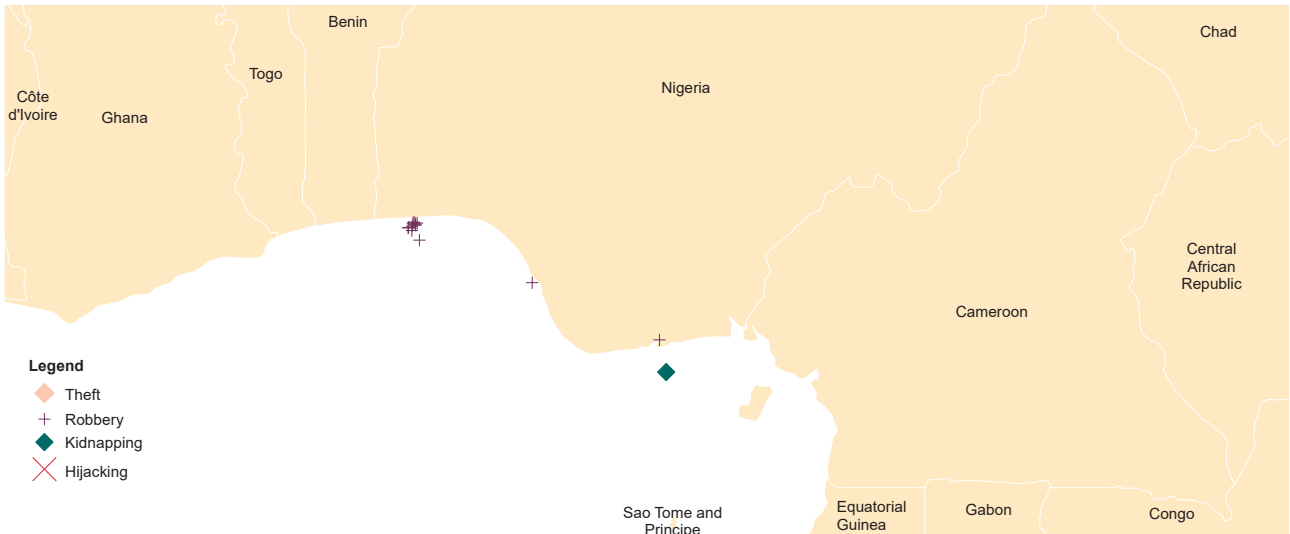 Benin
Chad
Togo
Nigeria
Côte
d'Ivoire
Ghana
Central
African
Republic
Cameroon
Legend
Theft
Robbery
Kidnapping
Hijacking
Sao Tome and
Principe
Equatorial
Guinea
Gabon
Congo